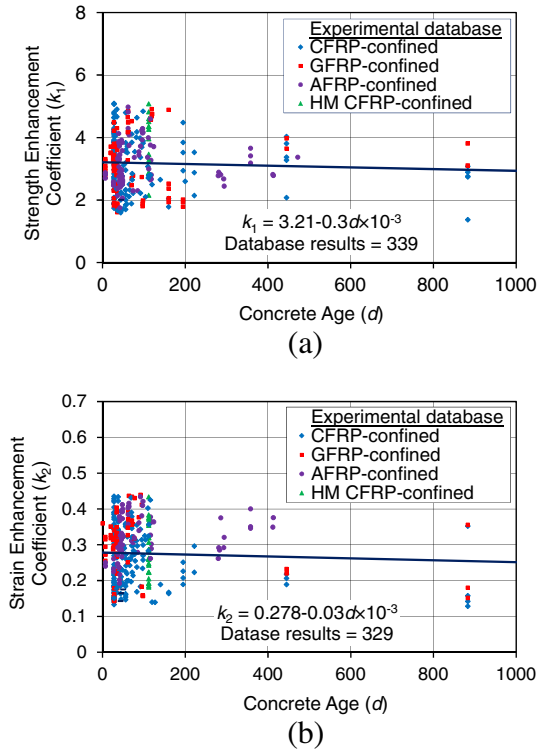 (a)
Experimental database
CFRP-confined
GFRP-confined
AFRP-confined
HM CFRP-confined
Strength Enhancement
Coefficient (k₁)
8
6
4
2
0
k₁ = 3.21-0.3d×10⁻³
Database results = 339
0 200 400 600 800 1000
Concrete Age (d)
(a)
Experimental database
CFRP-confined
GFRP-confined
AFRP-confined
HM CFRP-confined
Strain Enhancement
Coefficient (k₂)
0.7
0.6
0.5
0.4
0.3
0.2
0.1
0
k₂ = 0.278-0.03d×10⁻³
Datase results = 329
0 200 400 600 800 1000
Concrete Age (d)
(b)